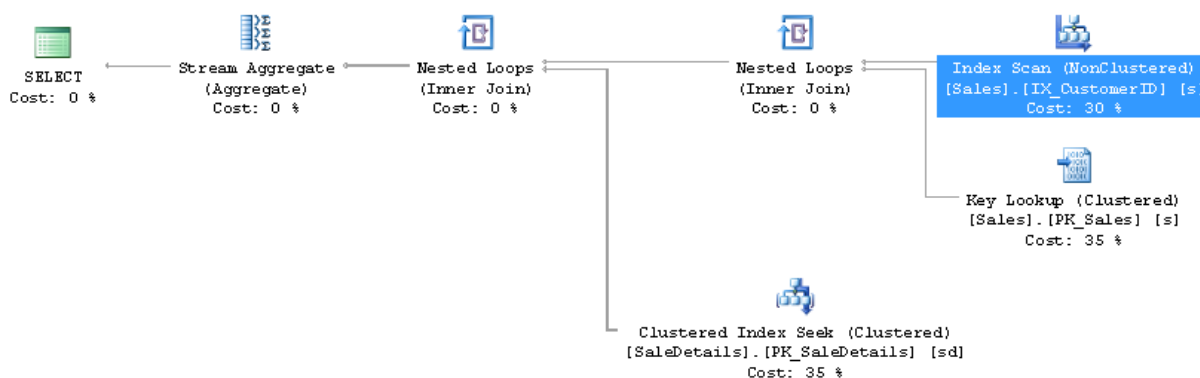 SELECT
Cost: 0 %
Stream Aggregate
(Aggregate)
Cost: 0 %
Nested Loops
(Inner Join)
Cost: 0 %
Nested Loops
(Inner Join)
Cost: 0 %
Index Scan (NonClustered)
[Sales].[IX_CustomerID] [s
Cost: 30 %
Key Lookup (Clustered)
[Sales].[PK_Sales] [s]
Cost: 35 %
Clustered Index Seek (Clustered)
[SaleDetails].[PK_SaleDetails] [sd]
Cost: 35 %